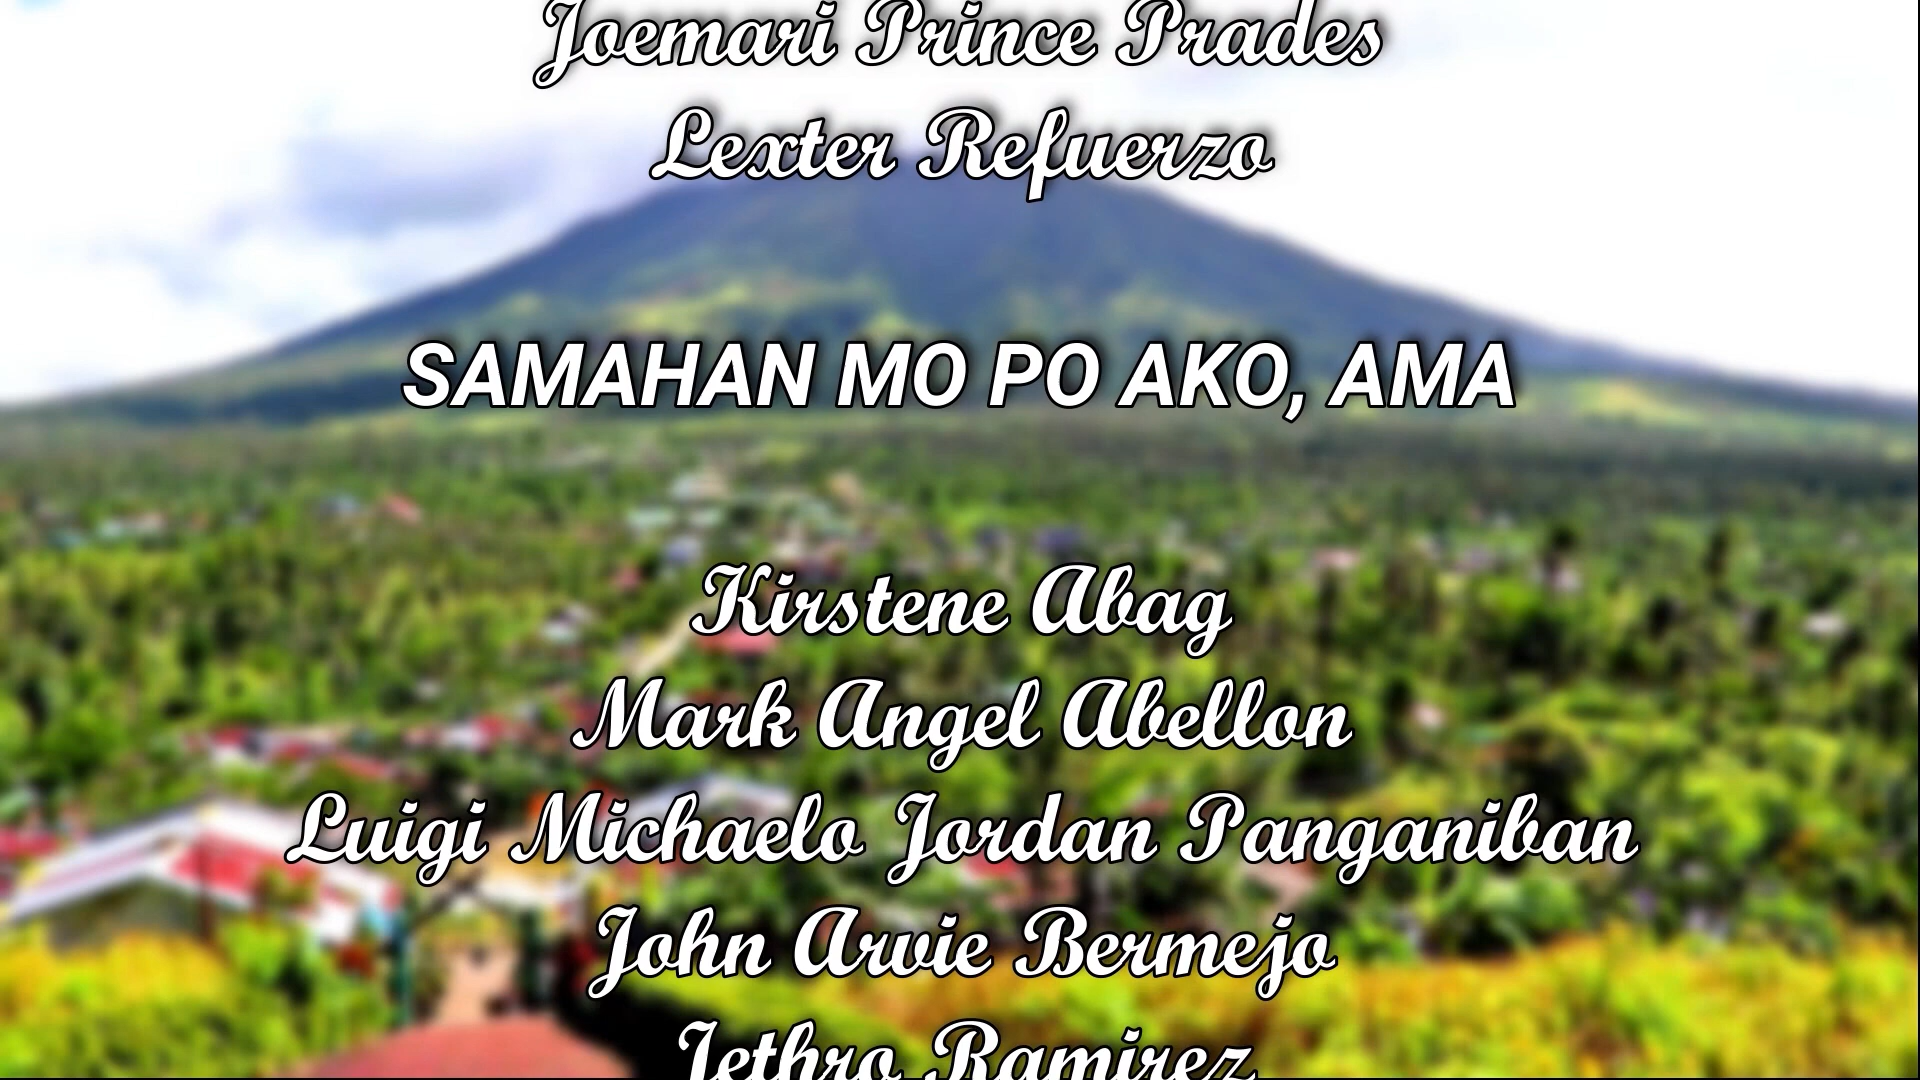 Joemari Prince Prades
Lexter Refuerzo
SAMAHAN MO PO AKO, AMA
Kirstene Abag
Mark Angel Abellon
Luigi Michaelo Jordan Panganiban
John Arvie Bermejo
Jethro Ramirez